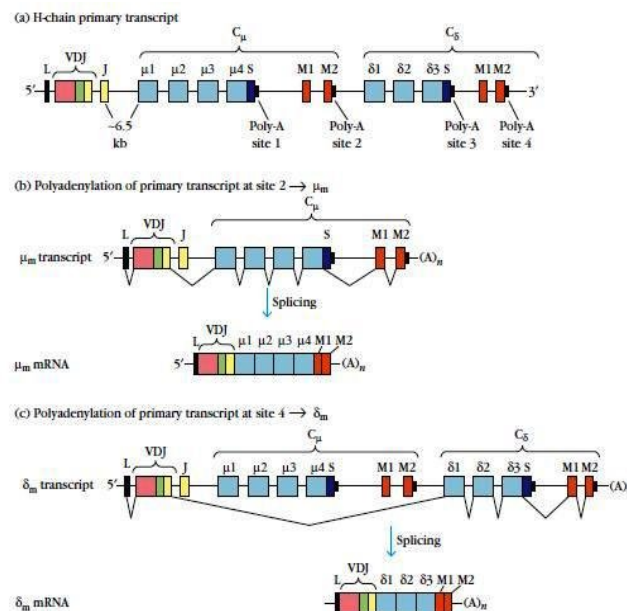 (a) H-chain primary transcript
Cμ Cδ
L VDJ J μ1 μ2 μ3 μ4 S M1 M2 δ1 δ2 δ3 S M1 M2
5′ 3′
~6.5 kb
Poly-A site 1
Poly-A site 2
Poly-A site 3
Poly-A site 4
(b) Polyadenylation of primary transcript at site 2 → μm
Cμ
L VDJ J S M1 M2
μm transcript 5′ (A)n
Splicing
L VDJ μ1 μ2 μ3 μ4 M1 M2
μm mRNA 5′ (A)n
(c) Polyadenylation of primary transcript at site 4 → δm
Cμ Cδ
L VDJ J μ1 μ2 μ3 μ4 S M1 M2 δ1 δ2 δ3 S M1 M2
δm transcript 5′ (A)
Splicing
L VDJ δ1 δ2 δ3 M1 M2
δm mRNA 5′ (A)n